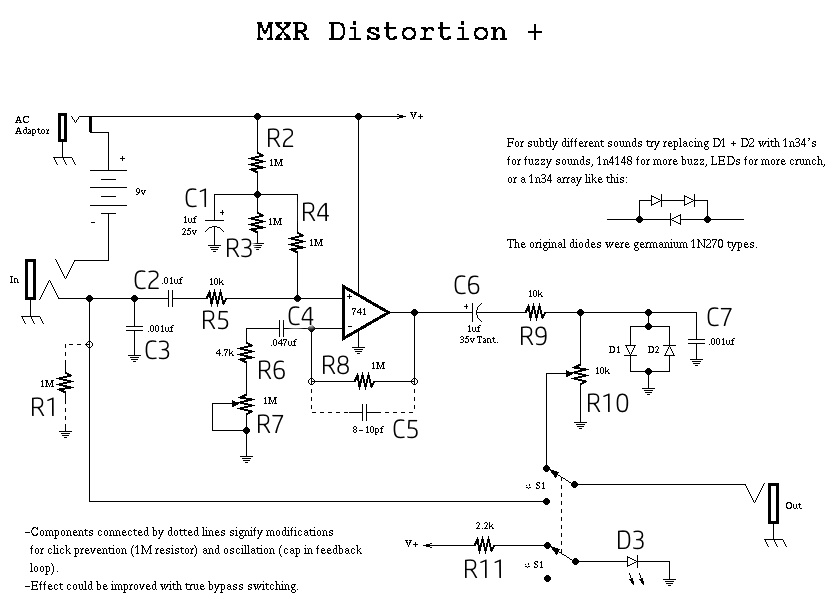 MXR Distortion +
AC
Adaptor
V+
R2
1M
+
9v
-
C1
+
1uf
25v
1M
R3
R4
1M
For subtly different sounds try replacing D1 + D2 with 1n34's
for fuzzy sounds, 1n4148 for more buzz, LEDs for more crunch,
or a 1n34 array like this:
The original diodes were germanium 1N270 types.
In
C2 .01uf
10k
R5
.001uf
C3
+
741
-
C4
.047uf
4.7k
R6
1M
R7
R8
1M
8-10pf
C5
1M
R1
C6
+
1uf
35v Tant.
10k
R9
C7
.001uf
D1
D2
10k
R10
* S1
Out
V+
2.2k
R11
* S1
D3
-Components connected by dotted lines signify modifications
for click prevention (1M resistor) and oscillation (cap in feedback
loop).
-Effect could be improved with true bypass switching.